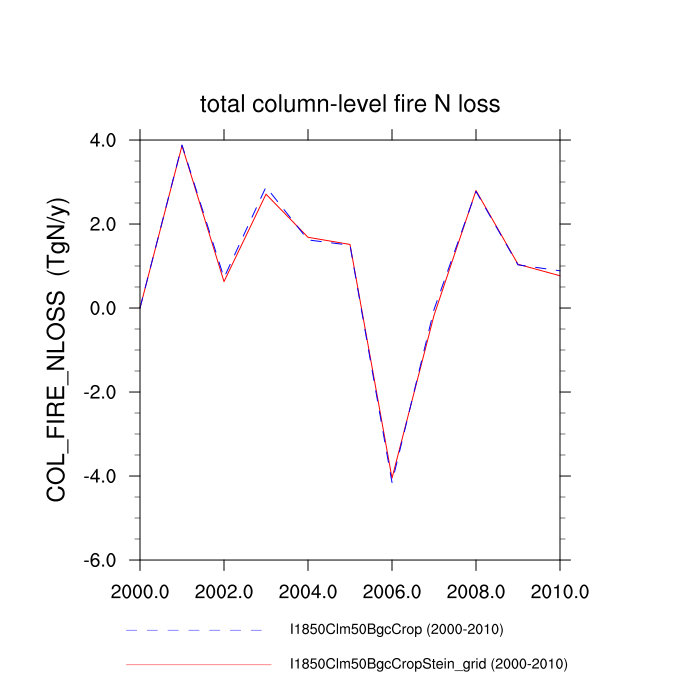 total column-level fire N loss
COL_FIRE_NLOSS (TgN/y)
4.0
2.0
0.0
-2.0
-4.0
-6.0
2000.0 2002.0 2004.0 2006.0 2008.0 2010.0
I1850Clm50BgcCrop (2000-2010)
I1850Clm50BgcCropStein_grid (2000-2010)